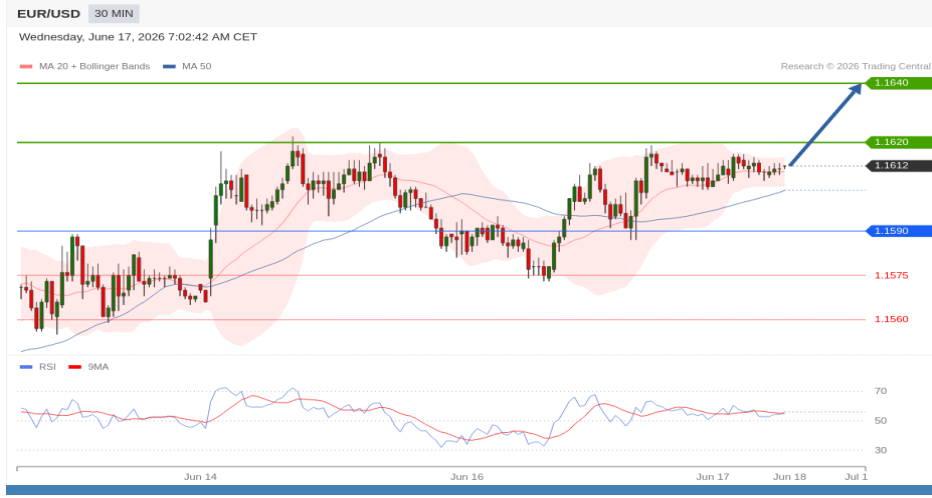 EUR/USD 30 MIN
Wednesday, June 17, 2026 7:02:42 AM CET
MA 20 + Bollinger Bands MA 50 Research © 2026 Trading Central
1.1640
1.1620
1.1612
1.1590
1.1575
1.1560
RSI 9MA
70
50
30
Jun 14 Jun 16 Jun 17 Jun 18 Jul 1